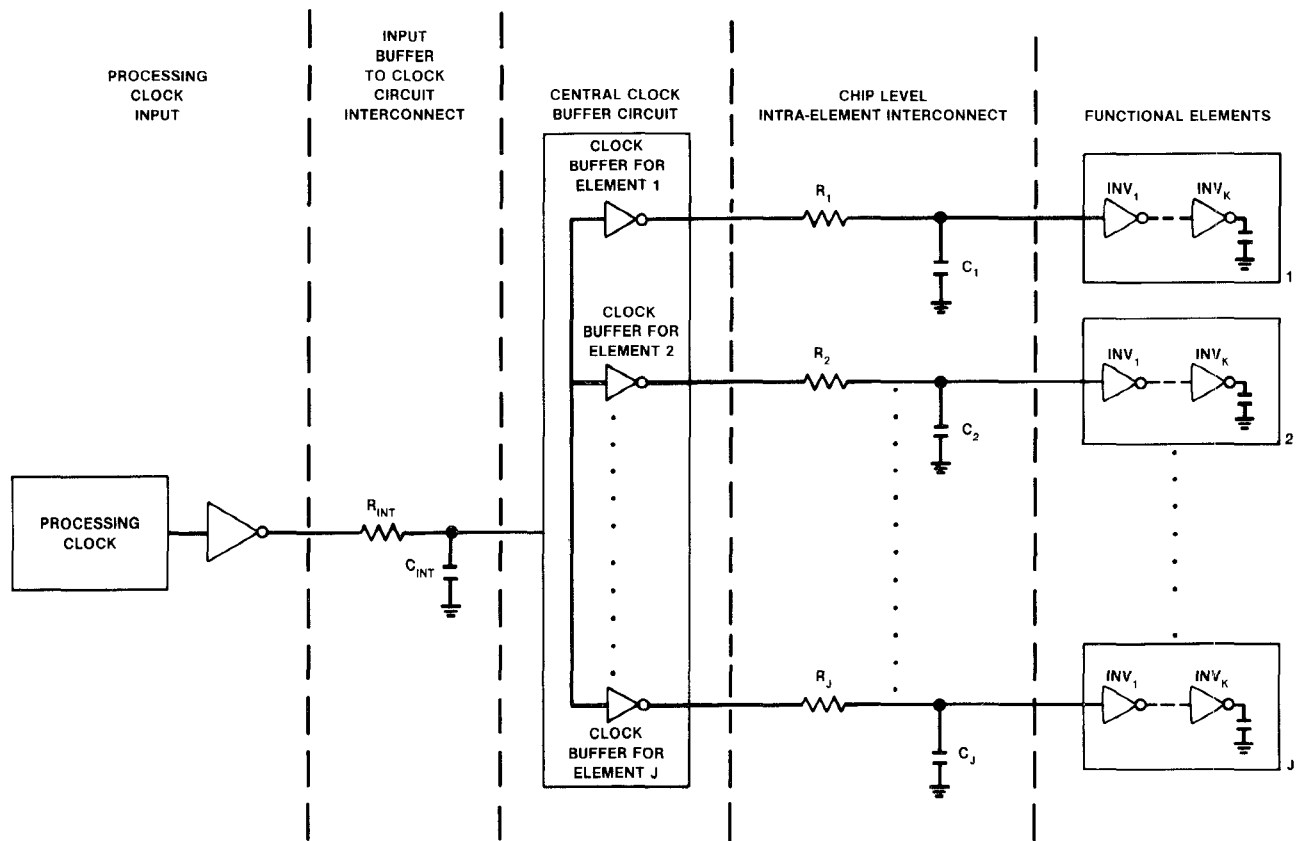 PROCESSING
CLOCK
INPUT
INPUT
BUFFER
TO CLOCK
CIRCUIT
INTERCONNECT
CENTRAL CLOCK
BUFFER CIRCUIT
CHIP LEVEL
INTRA-ELEMENT INTERCONNECT
FUNCTIONAL ELEMENTS
CLOCK
BUFFER FOR
ELEMENT 1
R1
C1
INV1
INVK
1
CLOCK
BUFFER FOR
ELEMENT 2
R2
C2
INV1
INVK
2
PROCESSING
CLOCK
RINT
CINT
RJ
CJ
INV1
INVK
J
CLOCK
BUFFER FOR
ELEMENT J